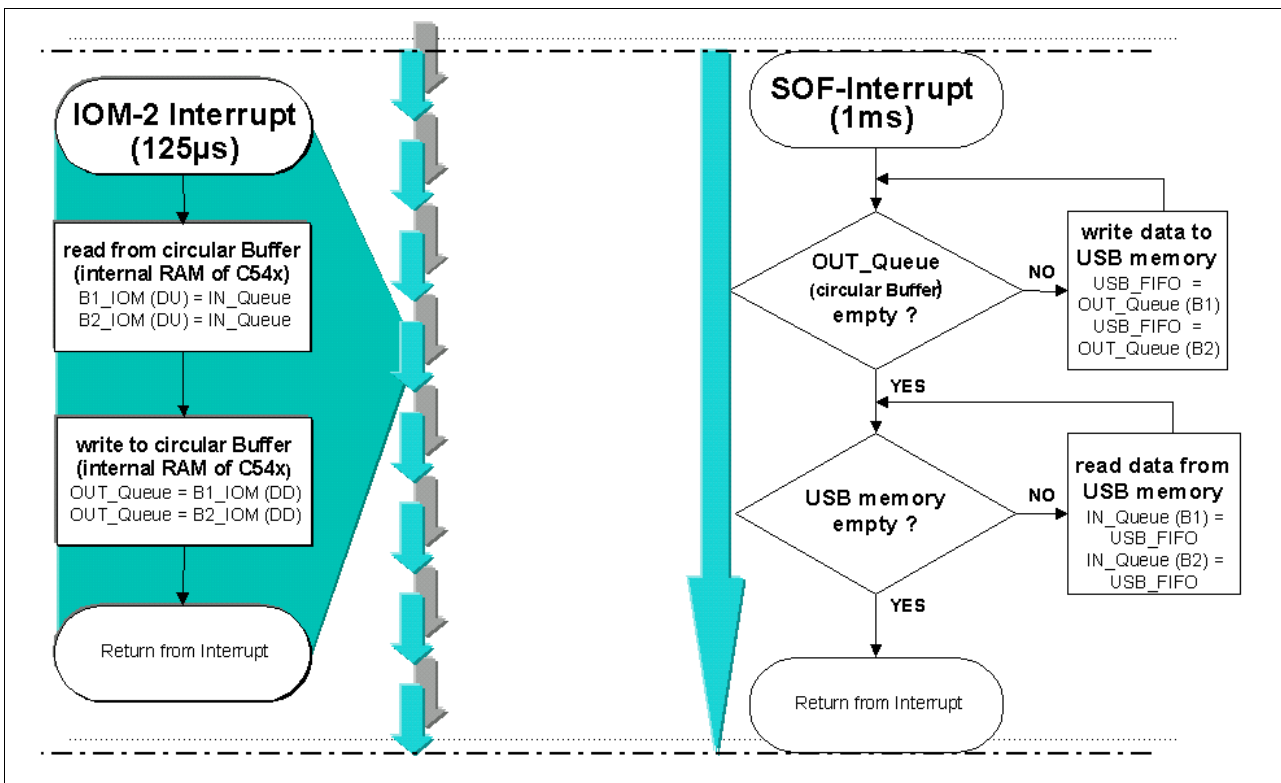 IOM-2 Interrupt
(125µs)
read from circular Buffer
(internal RAM of C54x)
B1_IOM (DU) = IN_Queue
B2_IOM (DU) = IN_Queue
write to circular Buffer
(internal RAM of C54x)
OUT_Queue = B1_IOM (DD)
OUT_Queue = B2_IOM (DD)
Return from Interrupt
SOF-Interrupt
(1ms)
OUT_Queue
(circular Buffer)
empty ?
NO
write data to
USB memory
USB_FIFO =
OUT_Queue (B1)
USB_FIFO =
OUT_Queue (B2)
YES
USB memory
empty ?
NO
read data from
USB memory
IN_Queue (B1) =
USB_FIFO
IN_Queue (B2) =
USB_FIFO
YES
Return from Interrupt